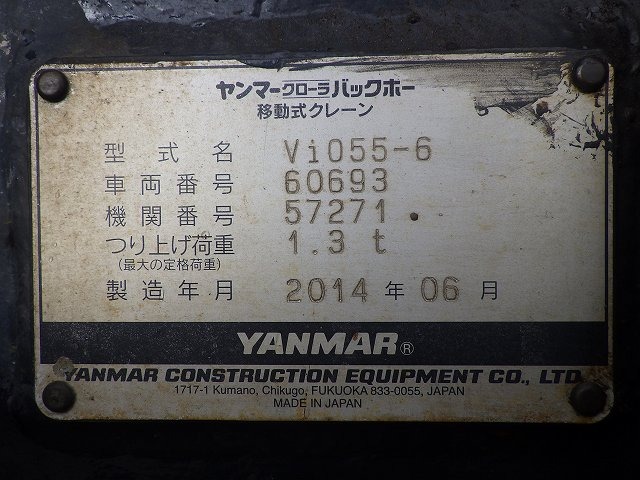 ヤンマークローラバックホー
移動式クレーン
型式名 ViO55-6
車両番号 60693
機関番号 57271
つり上げ荷重 1.3t
(最大の定格荷重)
製造年月 2014年06月
YANMAR®
YANMAR CONSTRUCTION EQUIPMENT CO., LTD.
1717-1 Kumano, Chikugo, FUKUOKA 833-0055, JAPAN
MADE IN JAPAN